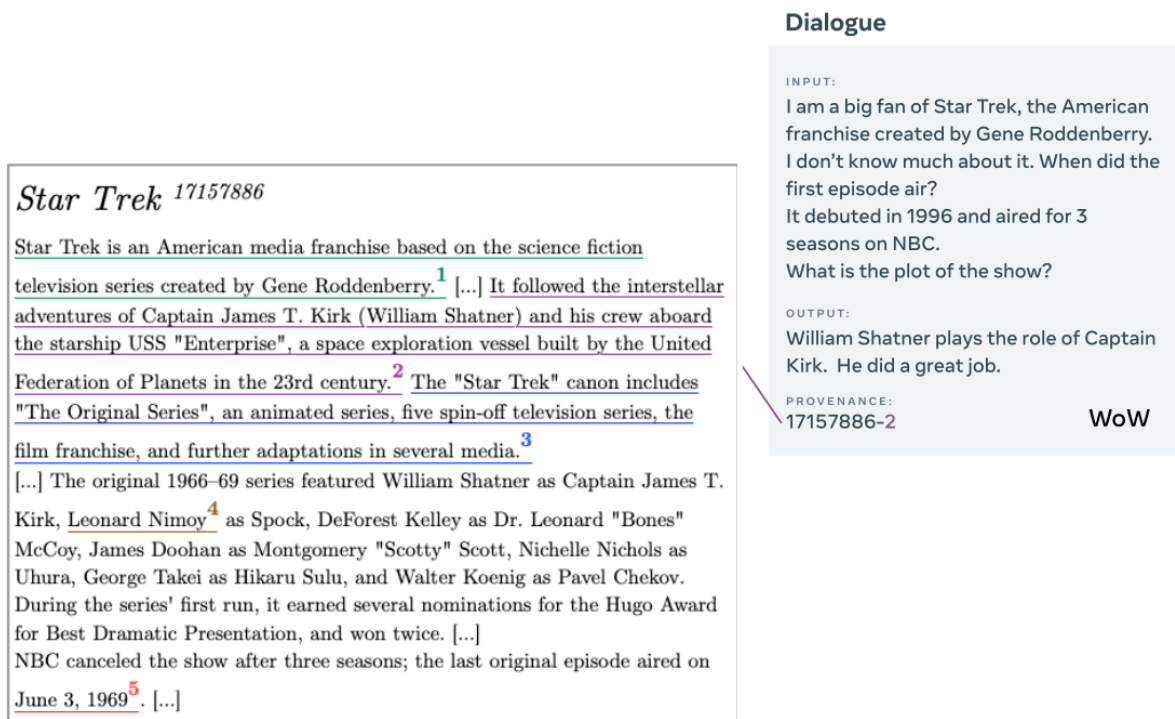 Dialogue
INPUT:
I am a big fan of Star Trek, the American
franchise created by Gene Roddenberry.
I don't know much about it. When did the
first episode air?
It debuted in 1996 and aired for 3
seasons on NBC.
What is the plot of the show?
OUTPUT:
William Shatner plays the role of Captain
Kirk.  He did a great job.
PROVENANCE:
17157886-2
WoW
Star Trek 17157886
Star Trek is an American media franchise based on the science fiction
television series created by Gene Roddenberry.1 [...] It followed the interstellar
adventures of Captain James T. Kirk (William Shatner) and his crew aboard
the starship USS "Enterprise", a space exploration vessel built by the United
Federation of Planets in the 23rd century.2 The "Star Trek" canon includes
"The Original Series", an animated series, five spin-off television series, the
film franchise, and further adaptations in several media.3
[...] The original 1966–69 series featured William Shatner as Captain James T.
Kirk, Leonard Nimoy4 as Spock, DeForest Kelley as Dr. Leonard "Bones"
McCoy, James Doohan as Montgomery "Scotty" Scott, Nichelle Nichols as
Uhura, George Takei as Hikaru Sulu, and Walter Koenig as Pavel Chekov.
During the series' first run, it earned several nominations for the Hugo Award
for Best Dramatic Presentation, and won twice. [...]
NBC canceled the show after three seasons; the last original episode aired on
June 3, 19695. [...]